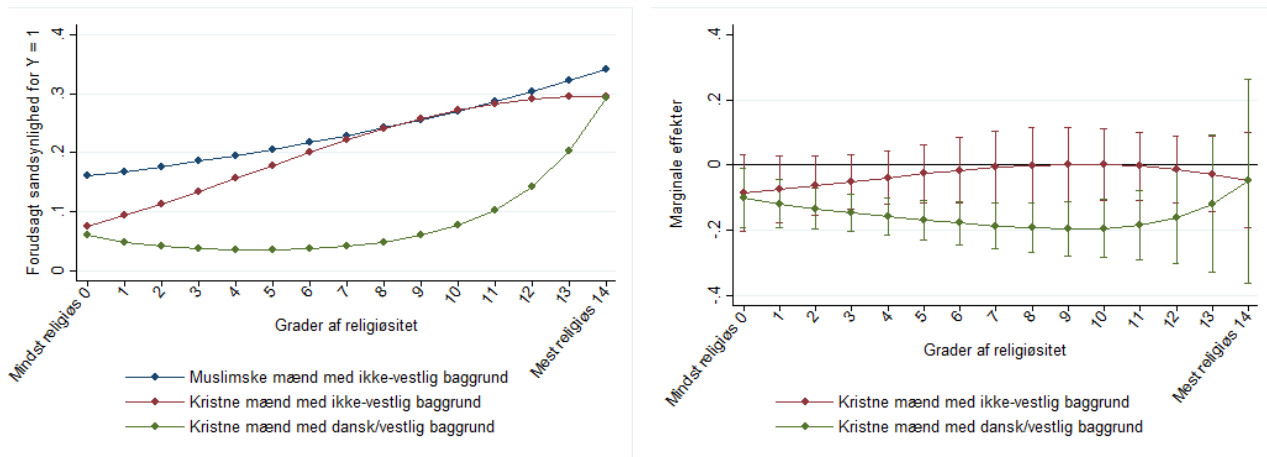 Forudsagt sandsynlighed for Y = 1
.4
.3
.2
.1
0
Mindst religiøs 0
1
2
3
4
5
6
7
8
9
10
11
12
13
Mest religiøs 14
Grader af religiøsitet
Muslimske mænd med ikke-vestlig baggrund
Kristne mænd med ikke-vestlig baggrund
Kristne mænd med dansk/vestlig baggrund
Marginale effekter
.4
.2
0
-.2
-.4
Mindst religiøs 0
1
2
3
4
5
6
7
8
9
10
11
12
13
Mest religiøs 14
Grader af religiøsitet
Kristne mænd med ikke-vestlig baggrund
Kristne mænd med dansk/vestlig baggrund